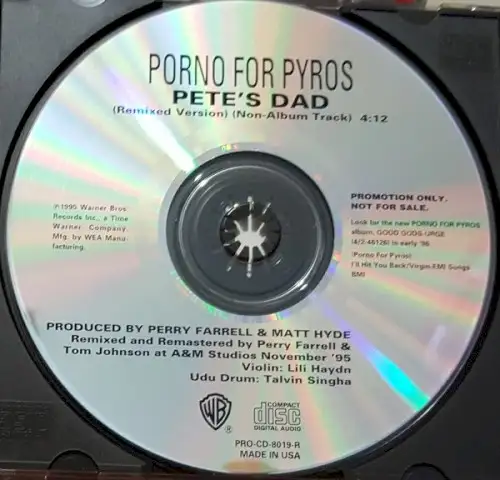 PORNO FOR PYROS
PETE'S DAD
(Remixed Version) (Non-Album Track) 4:12
℗1995 Warner Bros.
Records Inc., a Time
Warner Company.
Mfg. by WEA Manu-
facturing.
PROMOTION ONLY.
NOT FOR SALE.
Look for the new PORNO FOR PYROS
album, GOOD GODS-URGE
(4/2-46126) in early '96
(Porno For Pyros)
I'll Hit You Back/Virgin EMI Songs
BMI
PRODUCED BY PERRY FARRELL & MATT HYDE
Remixed and Remastered by Perry Farrell &
Tom Johnson at A&M Studios November '95
Violin: Lili Haydn
Udu Drum: Talvin Singha
WB
®
COMPACT
disc
DIGITAL AUDIO
PRO-CD-8019-R
MADE IN USA